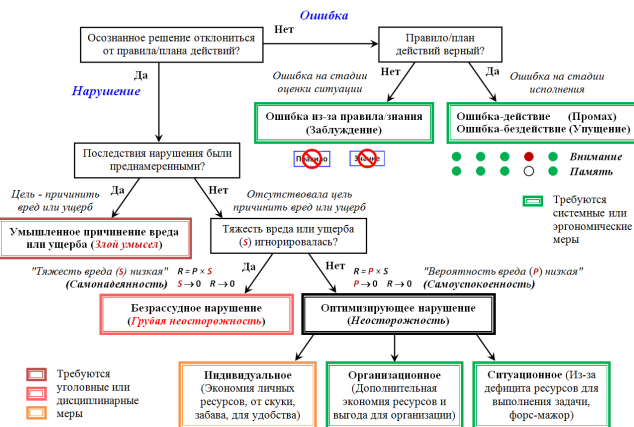 Ошибка
Осознанное решение отклониться
от правила/плана действий?
Нет
Правило/план
действий верный?
Да
Нарушение
Ошибка на стадии
оценки ситуации
Нет
Да
Ошибка на стадии
исполнения
Ошибка из-за правила/знания
(Заблуждение)
Ошибка-действие (Промах)
Ошибка-бездействие (Упущение)
Правило
Знание
Внимание
Память
Последствия нарушения были
преднамеренными?
Цель - причинить
вред или ущерб
Да
Нет
Отсутствовала цель
причинить вред или ущерб
Требуются
системные или
эргономические
меры
Умышленное причинение вреда
или ущерба (Злой умысел)
Тяжесть вреда или ущерба
(S) игнорировалась?
"Тяжесть вреда (S) низкая"
(Самонадеянность)
R = P × S
S → 0 R → 0
Да
Нет
R = P × S
P → 0 R → 0
"Вероятность вреда (P) низкая"
(Самоуспокоенность)
Безрассудное нарушение
(Грубая неосторожность)
Оптимизирующее нарушение
(Неосторожность)
Требуются
уголовные или
дисциплинарные
меры
Индивидуальное
(Экономия личных
ресурсов, от скуки,
забава, для удобства)
Организационное
(Дополнительная
экономия ресурсов и
выгода для организации)
Ситуационное (Из-за
дефицита ресурсов для
выполнения задачи,
форс-мажор)